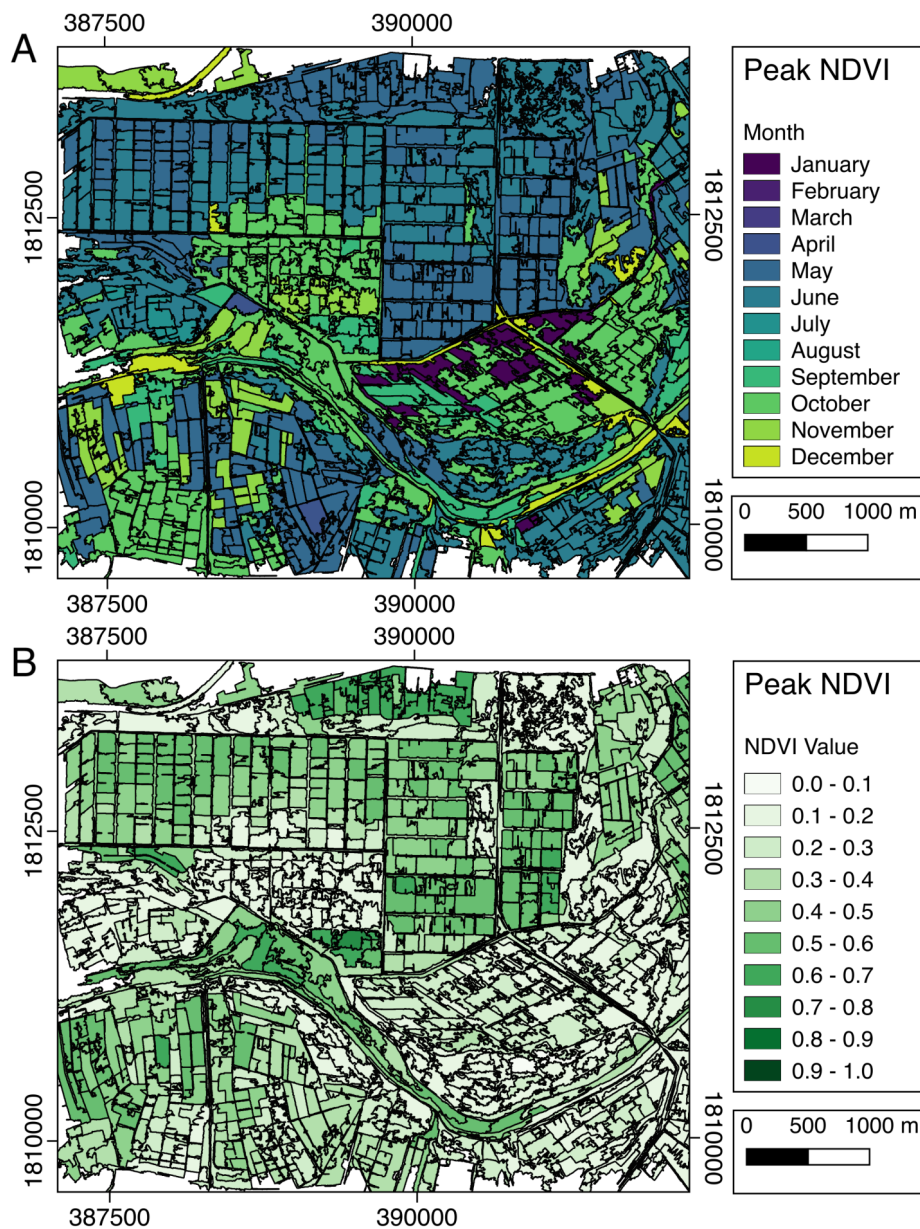 387500 390000
A
Peak NDVI
Month
January
February
March
April
May
June
July
August
September
October
November
December
1812500
1812500
1810000
1810000
0 500 1000 m
387500 390000
387500 390000
B
Peak NDVI
NDVI Value
0.0 - 0.1
0.1 - 0.2
0.2 - 0.3
0.3 - 0.4
0.4 - 0.5
0.5 - 0.6
0.6 - 0.7
0.7 - 0.8
0.8 - 0.9
0.9 - 1.0
1812500
1812500
1810000
1810000
0 500 1000 m
387500 390000